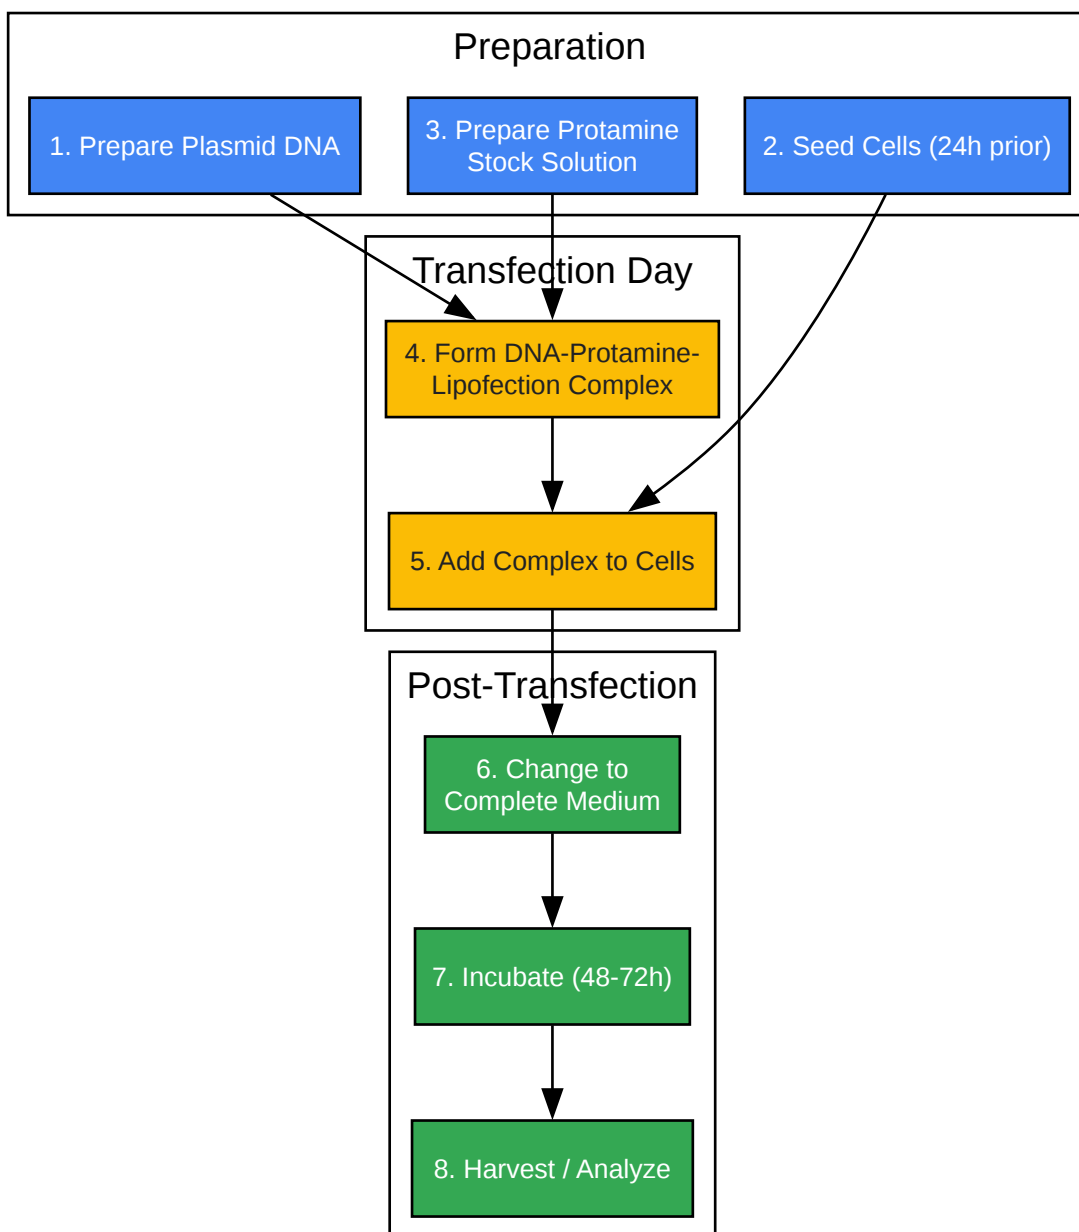 Preparation
1. Prepare Plasmid DNA
3. Prepare Protamine
Stock Solution
2. Seed Cells (24h prior)
Transfection Day
4. Form DNA-Protamine-
Lipofection Complex
5. Add Complex to Cells
Post-Transfection
6. Change to
Complete Medium
7. Incubate (48-72h)
8. Harvest / Analyze